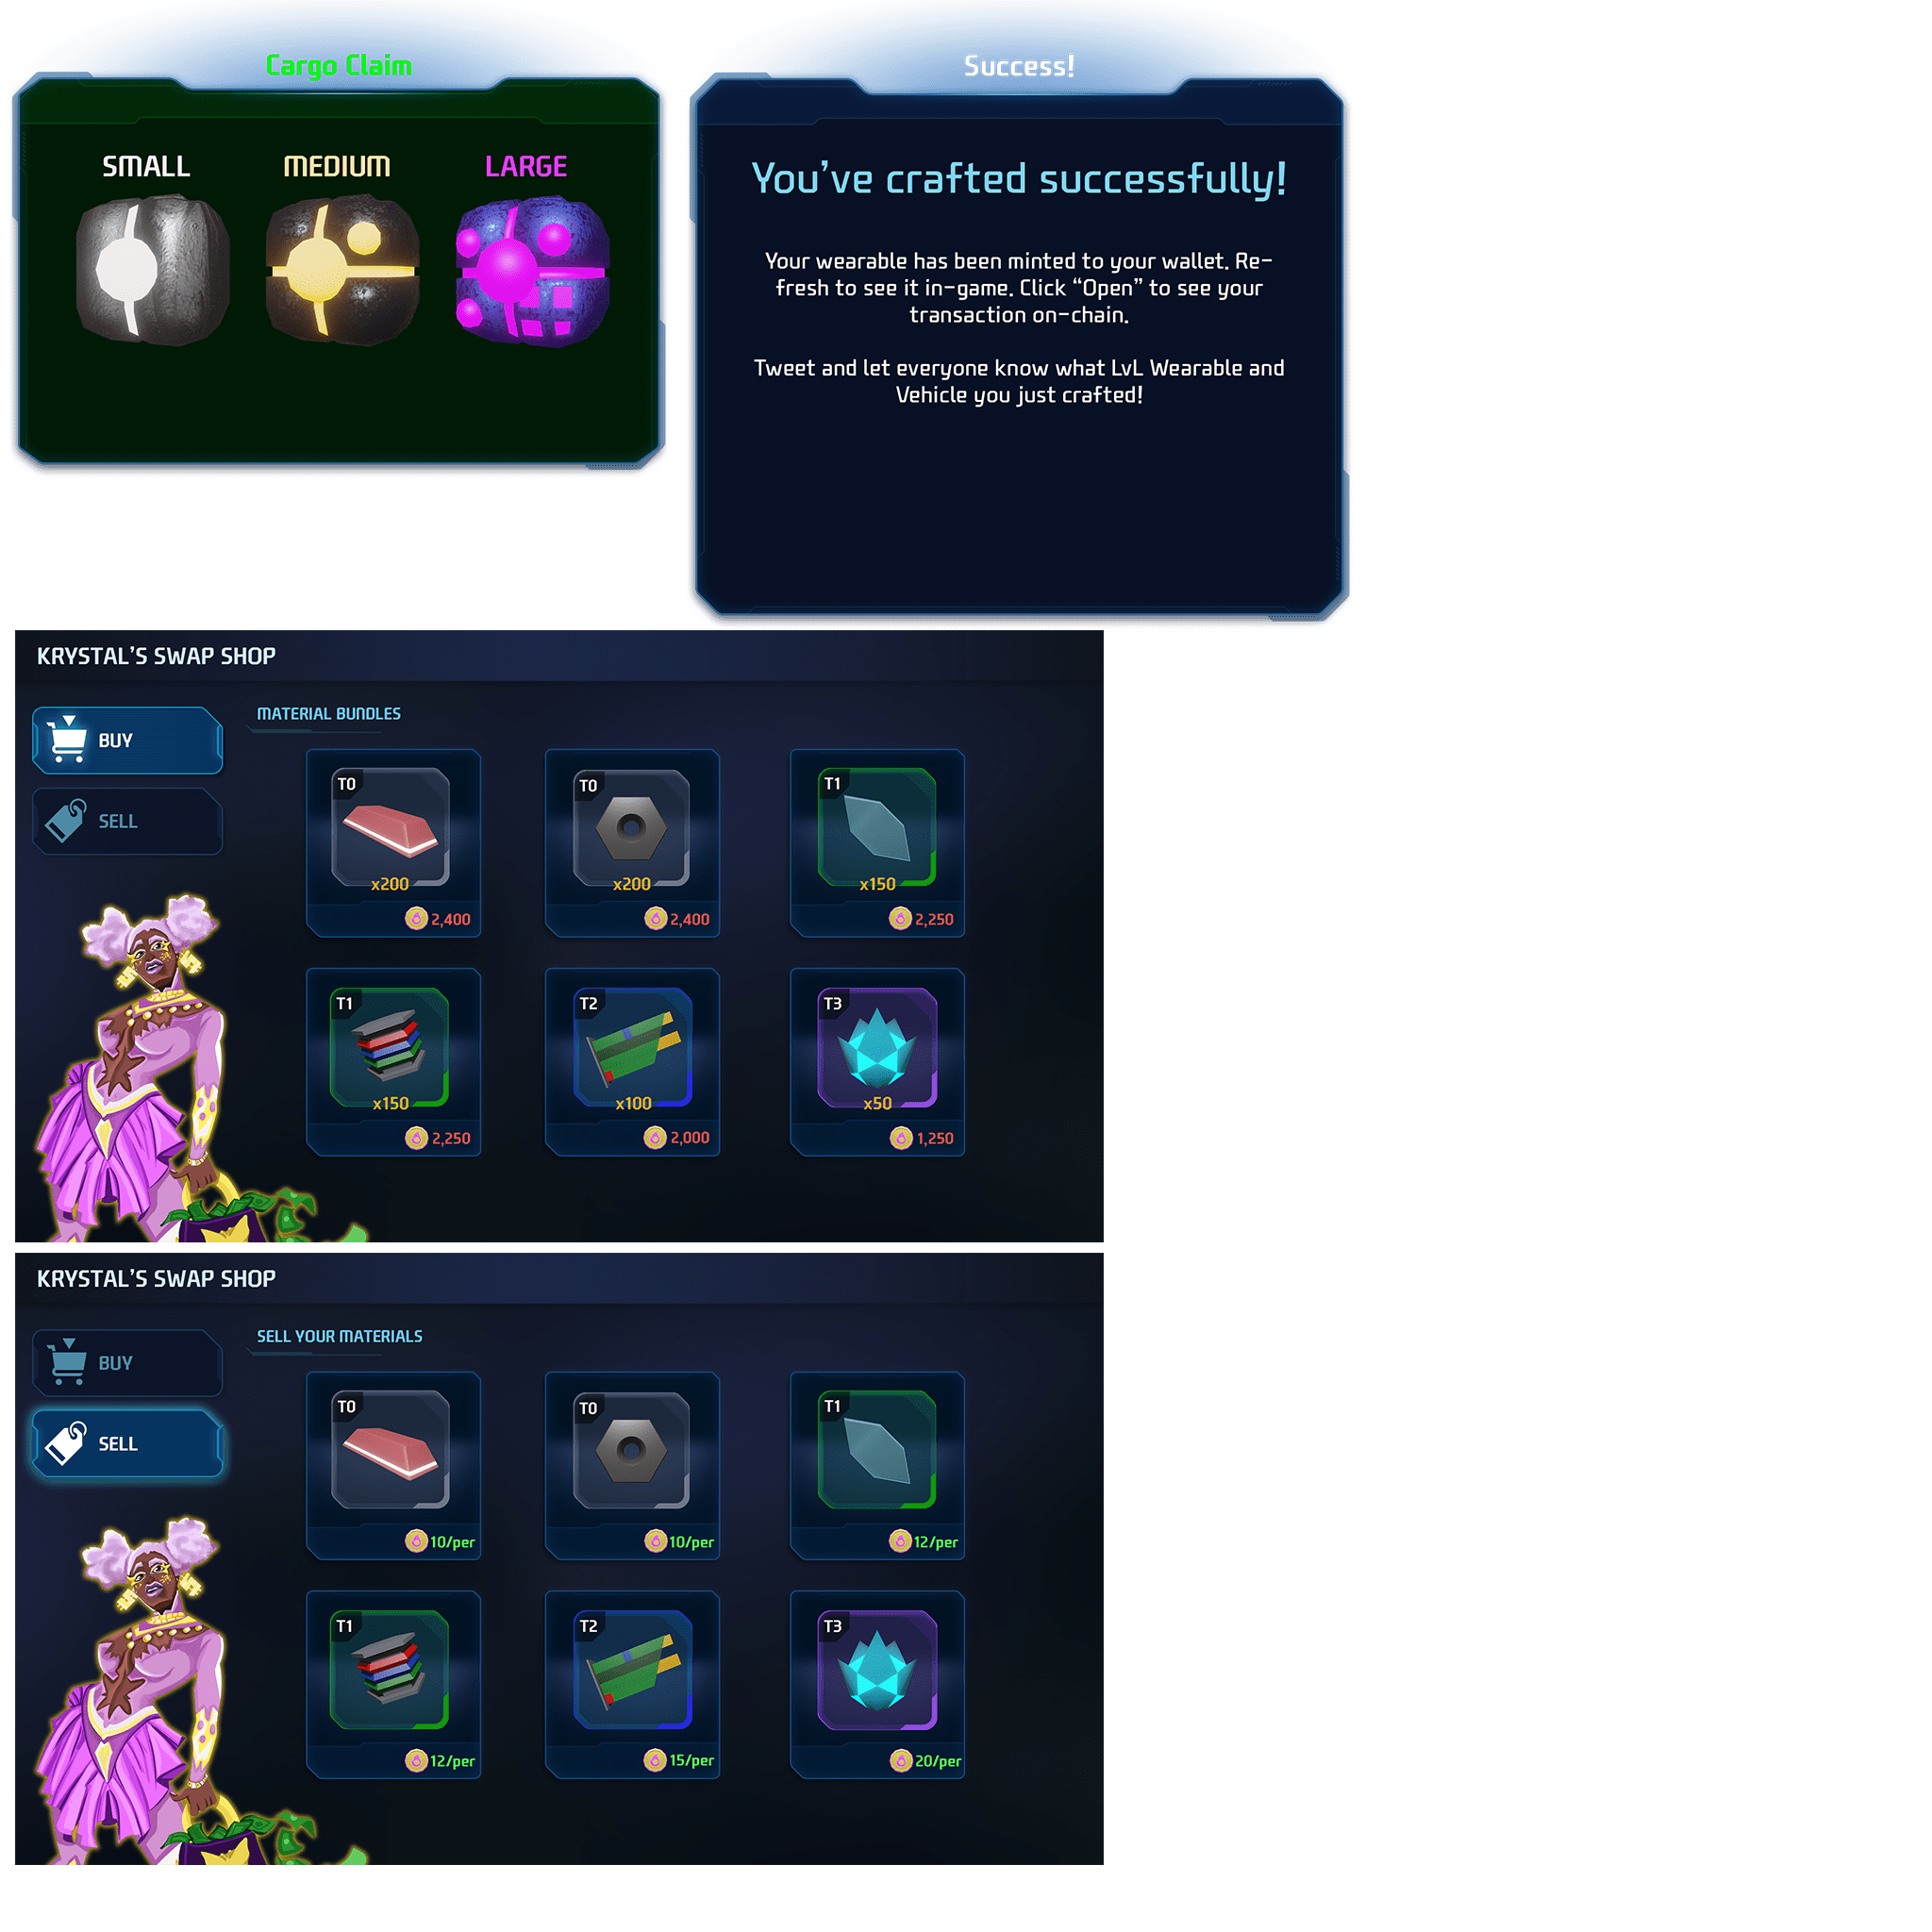 Cargo Claim
SMALL
MEDIUM
LARGE
Success!
You’ve crafted successfully!
Your wearable has been minted to your wallet. Re-
fresh to see it in-game. Click “Open” to see your
transaction on-chain.
Tweet and let everyone know what LvL Wearable and
Vehicle you just crafted!
KRYSTAL’S SWAP SHOP
BUY
SELL
MATERIAL BUNDLES
T0
x200
2,400
T0
x200
2,400
T1
x150
2,250
T1
x150
2,250
T2
x100
2,000
T3
x50
1,250
KRYSTAL’S SWAP SHOP
BUY
SELL
SELL YOUR MATERIALS
T0
10/per
T0
10/per
T1
12/per
T1
12/per
T2
15/per
T3
20/per